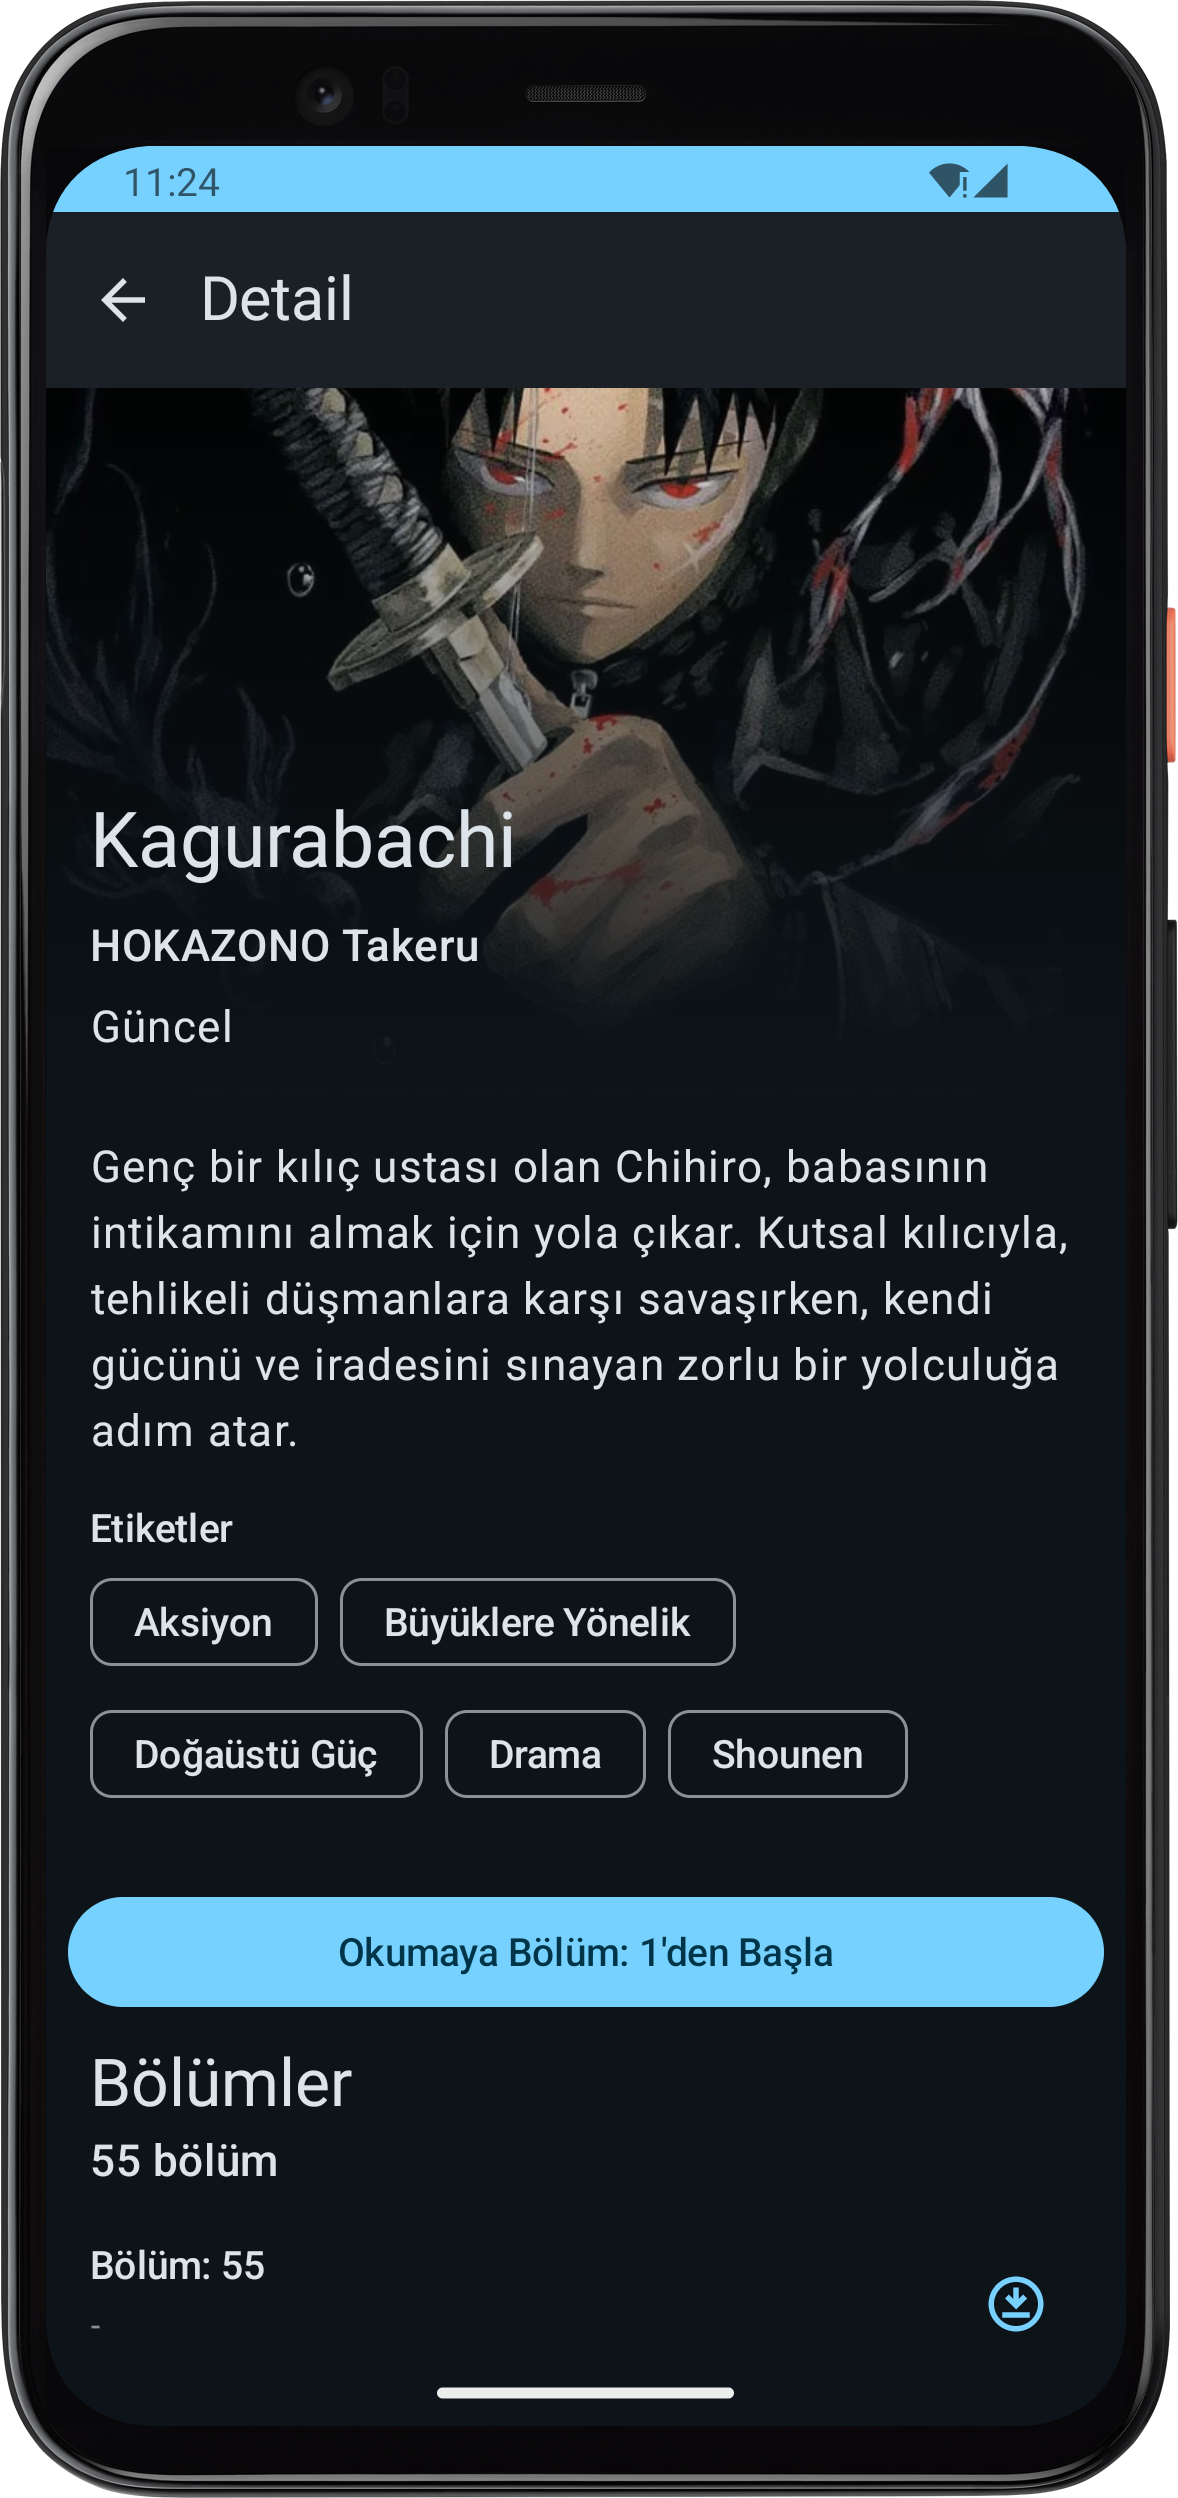 11:24
Detail
Kagurabachi
HOKAZONO Takeru
Güncel
Genç bir kılıç ustası olan Chihiro, babasının
intikamını almak için yola çıkar. Kutsal kılıcıyla,
tehlikeli düşmanlara karşı savaşırken, kendi
gücünü ve iradesini sınayan zorlu bir yolculuğa
adım atar.
Etiketler
Aksiyon
Büyüklere Yönelik
Doğaüstü Güç
Drama
Shounen
Okumaya Bölüm: 1'den Başla
Bölümler
55 bölüm
Bölüm: 55
-